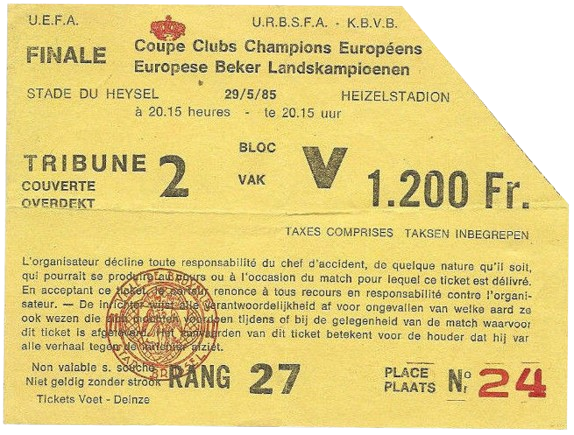 U.E.F.A. U.R.B.S.F.A. - K.B.V.B.
FINALE Coupe Clubs Champions Européens
Europese Beker Landskampioenen
STADE DU HEYSEL 29/5/85 HEIZELSTADION
à 20.15 heures - te 20.15 uur
TRIBUNE 2 BLOC V
COUVERTE VAK 1.200 Fr.
OVERDEKT
TAXES COMPRISES TAKSEN INBEGREPEN
L'organisateur décline toute responsabilité du chef d'accident, de quelque nature qu'il soit,
qui pourrait se produire au cours ou à l'occasion du match pour lequel ce ticket est délivré.
En acceptant ce ticket, le porteur renonce à tous recours en responsabilité contre l'organi-
sateur. — De inrichter wijst alle verantwoordelijkheid af voor ongevallen van welke aard ze
ook wezen die zich mochten voordoen tijdens of bij de gelegenheid van de match waarvoor
dit ticket is afgeleverd. Het aanvaarden van dit ticket betekent voor de houder dat hij van
alle verhaal tegen de inrichter afziet.
Non valable s. souche
Niet geldig zonder strook RANG 27 PLACE PLAATS No Nr 24
Tickets Voet - Deinze